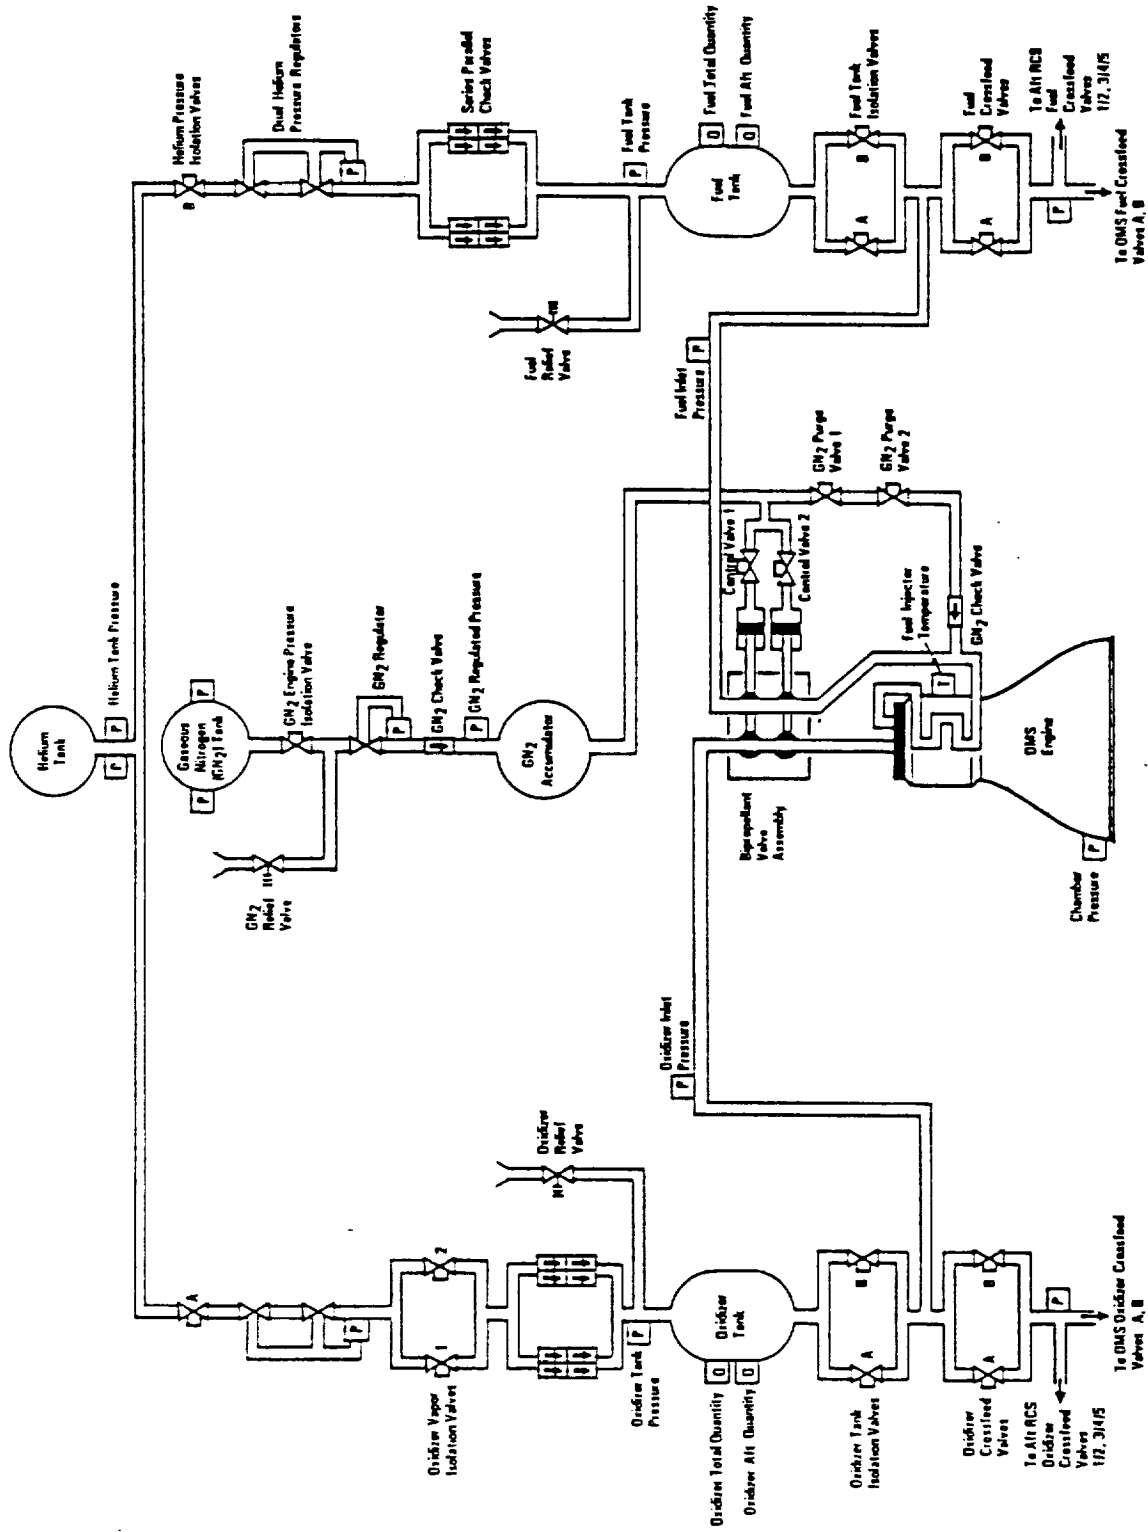 Helium
Tank
Helium Tank Pressure
P
P
Helium Pressure
Isolation Valves
B
A
Dual Helium
Pressure Regulators
P
P
Gaseous
Nitrogen
(GN2) Tank
P
P
GN2 Engine Pressure
Isolation Valve
GN2
Relief
Valve
GN2 Regulator
P
GN2 Check Valve
GN2 Regulated Pressure
P
GN2
Accumulator
Series Parallel
Check Valves
Oxidizer Vapor
Isolation Valves
1
2
Fuel
Relief
Valve
Oxidizer
Relief
Valve
Fuel Tank
Pressure
P
Oxidizer Tank
Pressure
P
Fuel
Tank
Fuel Total Quantity
Q
Fuel Aft Quantity
Q
Oxidizer
Tank
Oxidizer Total Quantity
Q
Oxidizer Aft Quantity
Q
Fuel Inlet
Pressure
P
Oxidizer Inlet
Pressure
P
Fuel Tank
Isolation Valves
A
B
Oxidizer Tank
Isolation Valves
A
B
Control Valve 1
Control Valve 2
GN2 Purge
Valve 1
GN2 Purge
Valve 2
Bipropellant
Valve
Assembly
Fuel Injector
Temperature
T
GN2 Check Valve
Fuel
Crossfeed
Valves
A
B
Oxidizer
Crossfeed
Valves
A
B
OMS
Engine
Chamber
Pressure
P
To Aft RCS
Fuel
Crossfeed
Valves
1/2, 3/4/5
P
To OMS Fuel Crossfeed
Valves A, B
To Aft RCS
Oxidizer
Crossfeed
Valves
1/2, 3/4/5
P
To OMS Oxidizer Crossfeed
Valves A, B